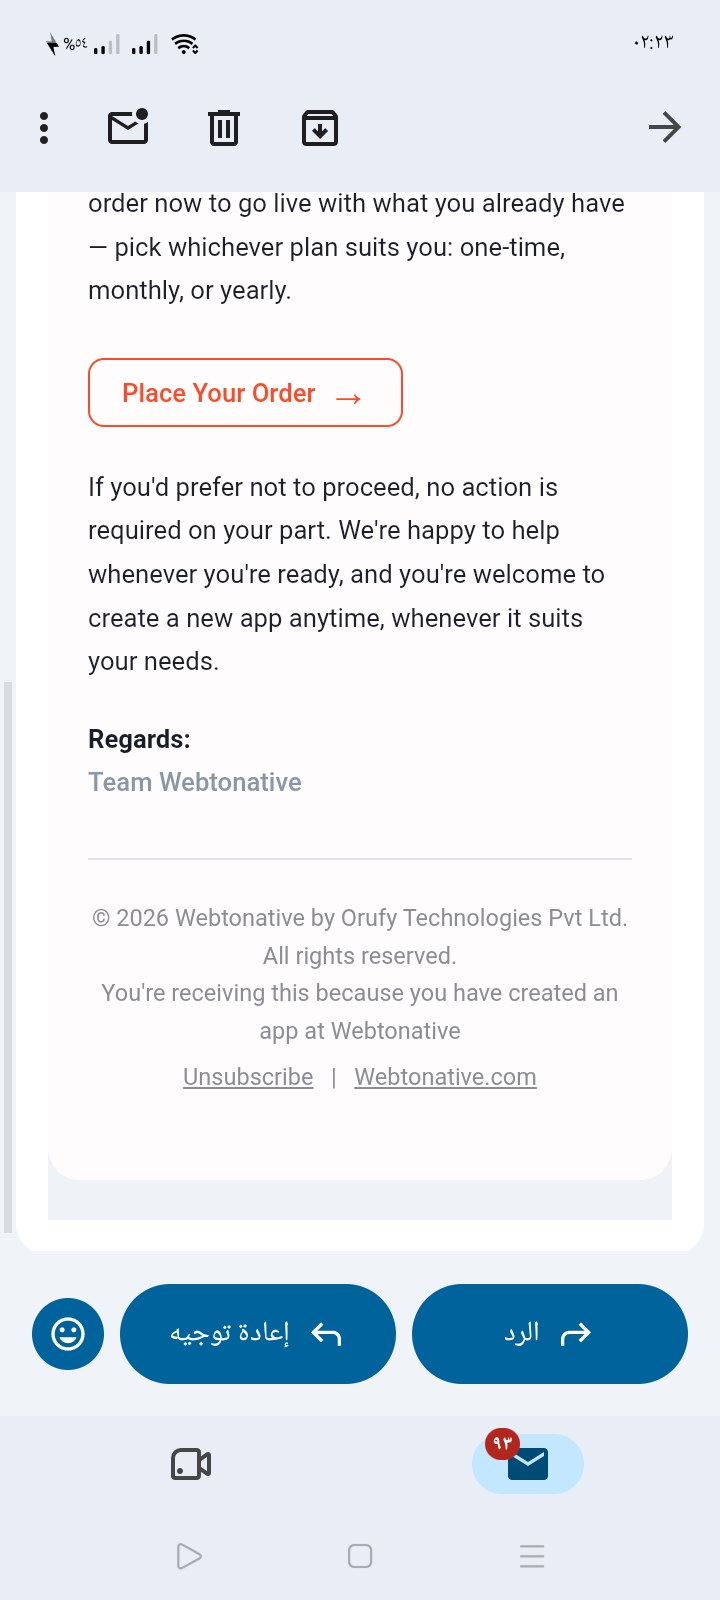 %٥٤
٠٢:٢٣
order now to go live with what you already have
— pick whichever plan suits you: one-time,
monthly, or yearly.
Place Your Order →
If you'd prefer not to proceed, no action is
required on your part. We're happy to help
whenever you're ready, and you're welcome to
create a new app anytime, whenever it suits
your needs.
Regards:
Team Webtonative
© 2026 Webtonative by Orufy Technologies Pvt Ltd.
All rights reserved.
You're receiving this because you have created an
app at Webtonative
Unsubscribe | Webtonative.com
الرد
إعادة توجيه
٩٣